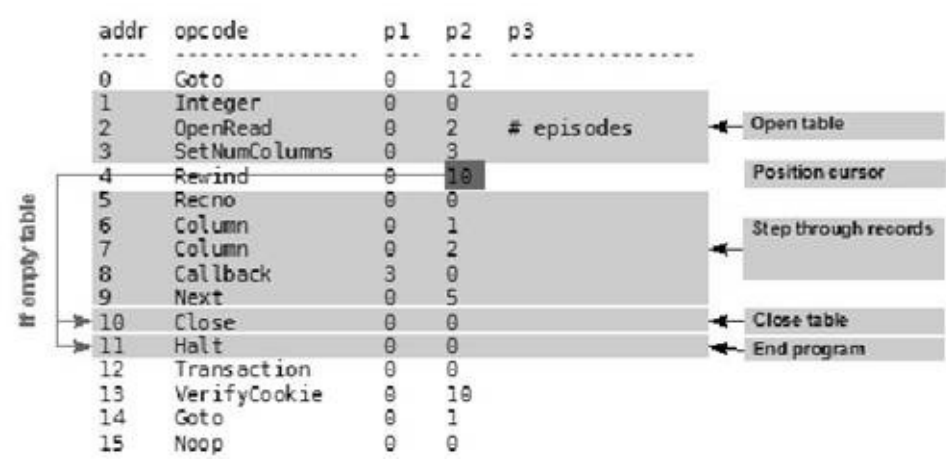 addr opcode p1 p2 p3
---- --------------- --- --- ---------------
0 Goto 0 12
1 Integer 0 0
2 OpenRead 0 2 # episodes
3 SetNumColumns 0 3
4 Rewind 0 10
5 Recno 0 0
6 Column 0 1
7 Column 0 2
8 Callback 3 0
9 Next 0 5
10 Close 0 0
11 Halt 0 0
12 Transaction 0 0
13 VerifyCookie 0 10
14 Goto 0 1
15 Noop 0 0
Open table
Position cursor
Step through records
Close table
End program
If empty table